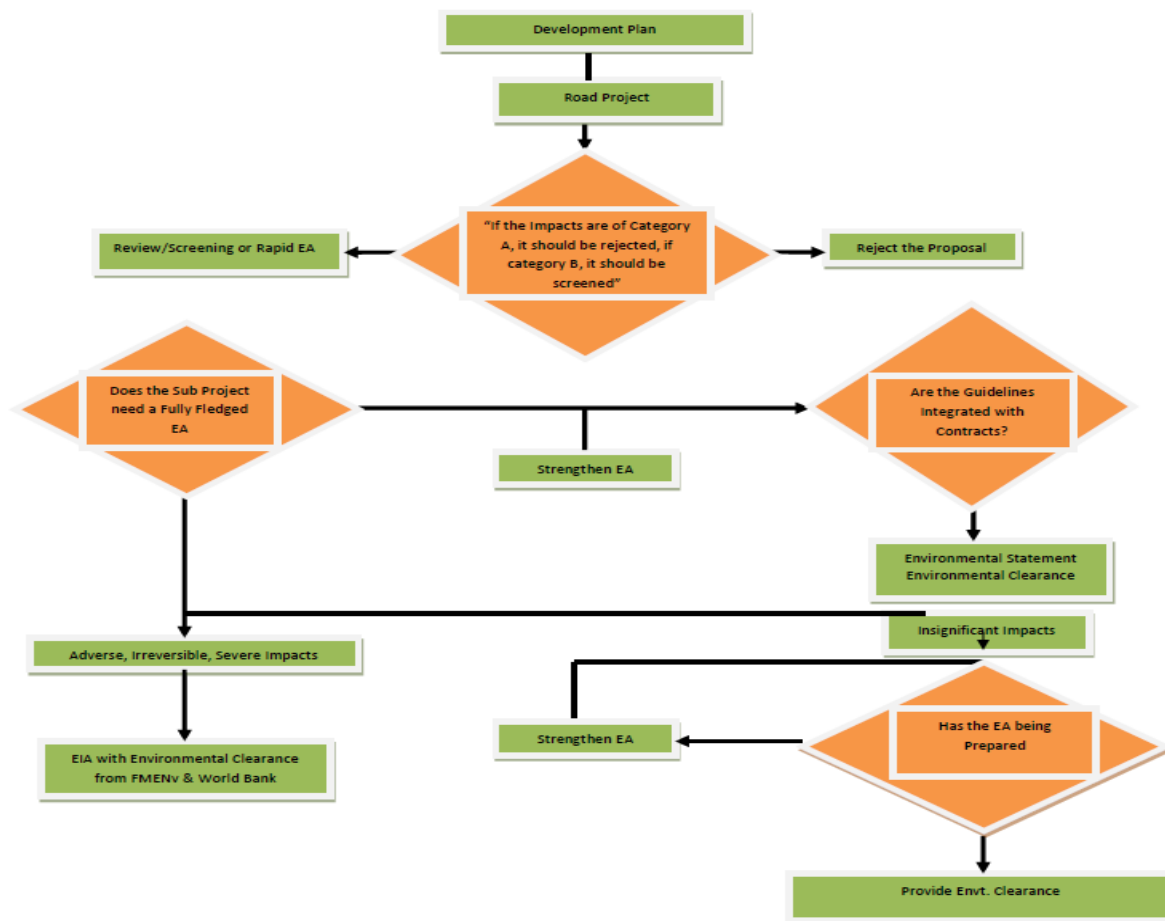 Development Plan
Road Project
“If the Impacts are of Category
A, it should be rejected, if
category B, it should be
screened”
Review/Screening or Rapid EA
Reject the Proposal
Does the Sub Project
need a Fully Fledged
EA
Are the Guidelines
Integrated with
Contracts?
Strengthen EA
Environmental Statement
Environmental Clearance
Insignificant Impacts
Adverse, Irreversible, Severe Impacts
Has the EA being
Prepared
Strengthen EA
EIA with Environmental Clearance
from FMENv & World Bank
Provide Envt. Clearance